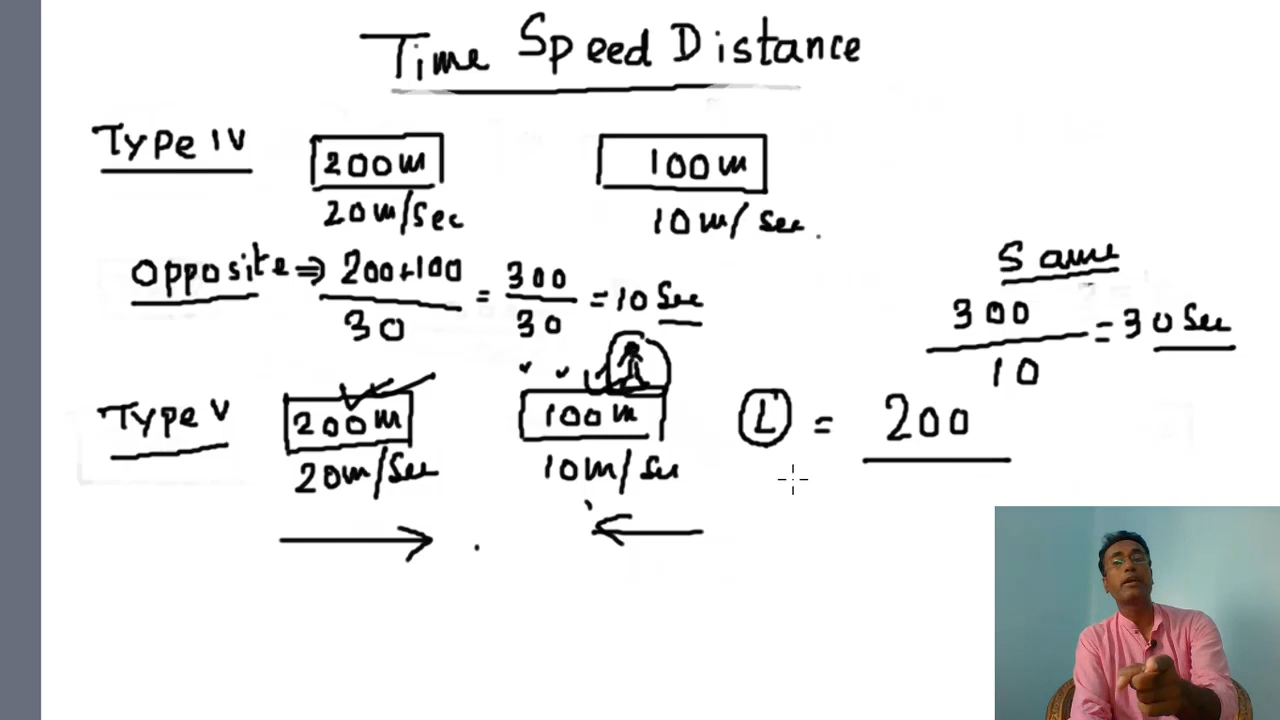 Time Speed Distance
Type IV 200m 100m
20m/Sec 10m/Sec.
Opposite ⇒ 200+100/30 = 300/30 = 10 Sec
Same
300/10 = 30 Sec
Type V 200m 100m L = 200
20m/Sec 10m/Sec